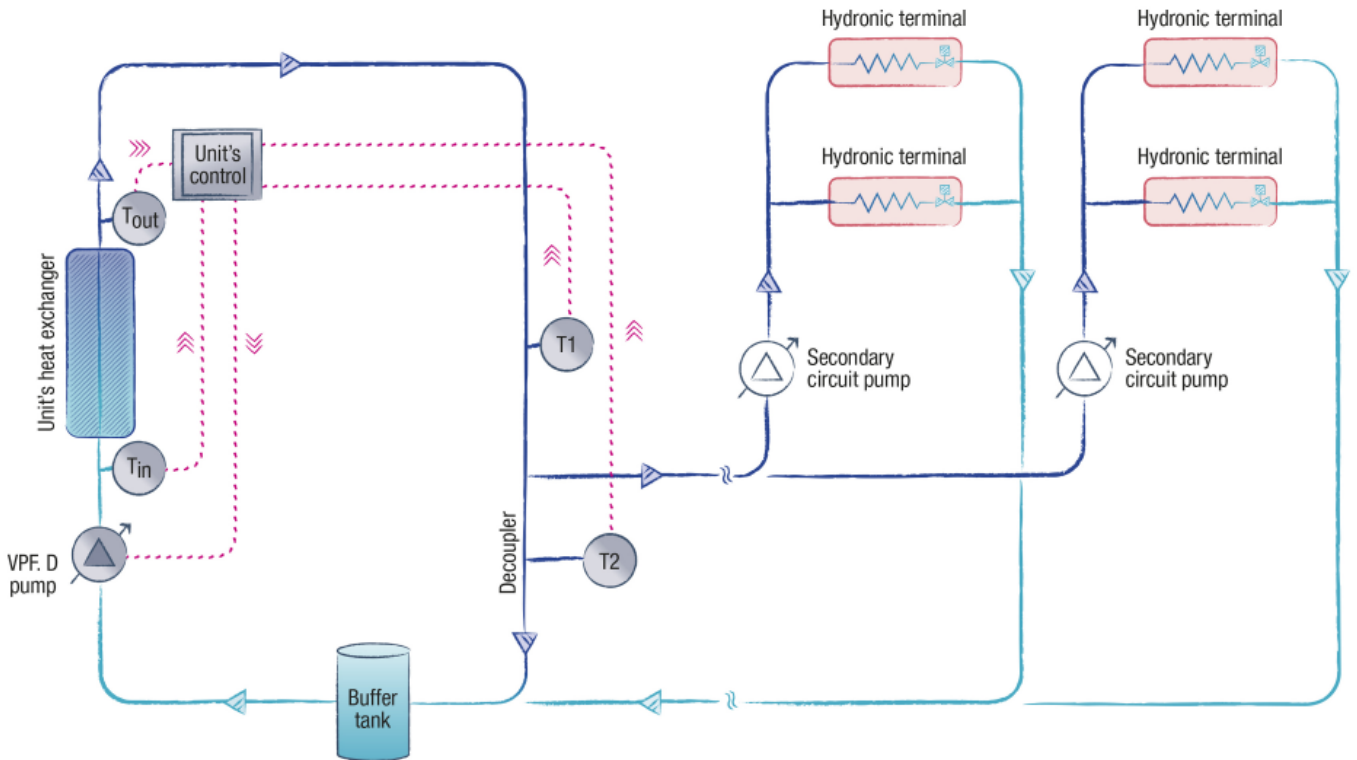 Hydronic terminal
Hydronic terminal
Unit's
control
Hydronic terminal
Hydronic terminal
Tout
Unit's heat exchanger
T1
Secondary
circuit pump
Secondary
circuit pump
Tin
VPF. D
pump
Decoupler
T2
Buffer
tank